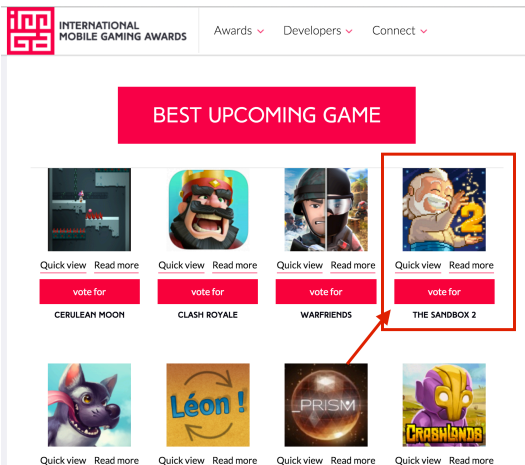 INTERNATIONAL
MOBILE GAMING AWARDS
Awards Developers Connect
BEST UPCOMING GAME
2
Quick view Read more Quick view Read more Quick view Read more Quick view Read more
vote for vote for vote for vote for
CERULEAN MOON CLASH ROYALE WARFRIENDS THE SANDBOX 2
Léon ! _PRISM CRASHLANDS
Quick view Read more Quick view Read more Quick view Read more Quick view Read more